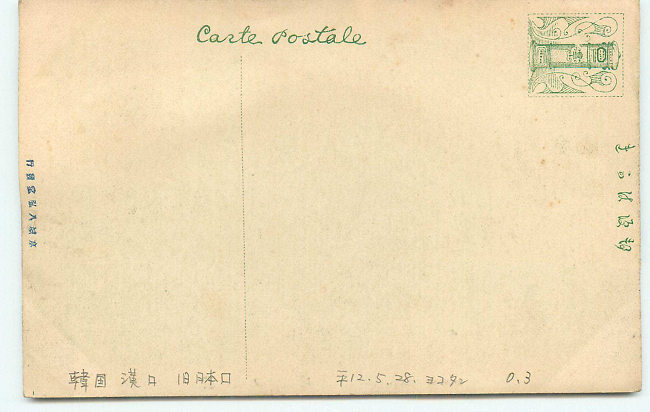 Carte Postale
郵便はかき
韓国 漢口 旧日本口
平12.5.28.ヨコタン 0.3